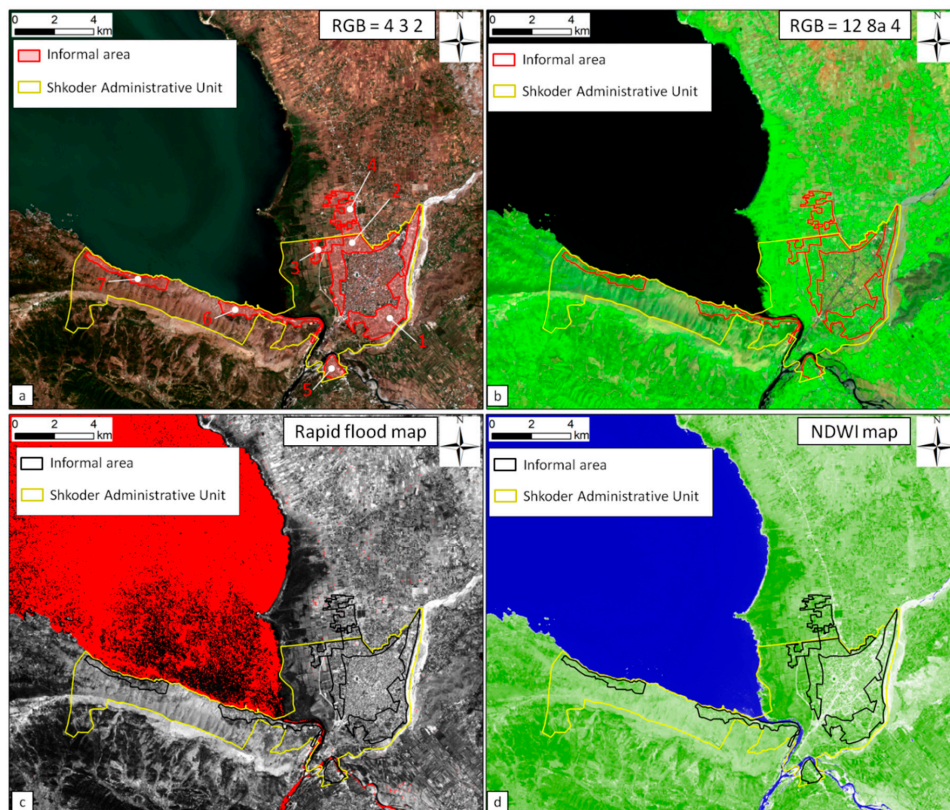 0 2 4
km
RGB = 4 3 2
N
Informal area
Shkoder Administrative Unit
4
2
3
7
6
1
5
a
0 2 4
km
RGB = 12 8a 4
N
Informal area
Shkoder Administrative Unit
b
0 2 4
km
Rapid flood map
N
Informal area
Shkoder Administrative Unit
c
0 2 4
km
NDWI map
N
Informal area
Shkoder Administrative Unit
d